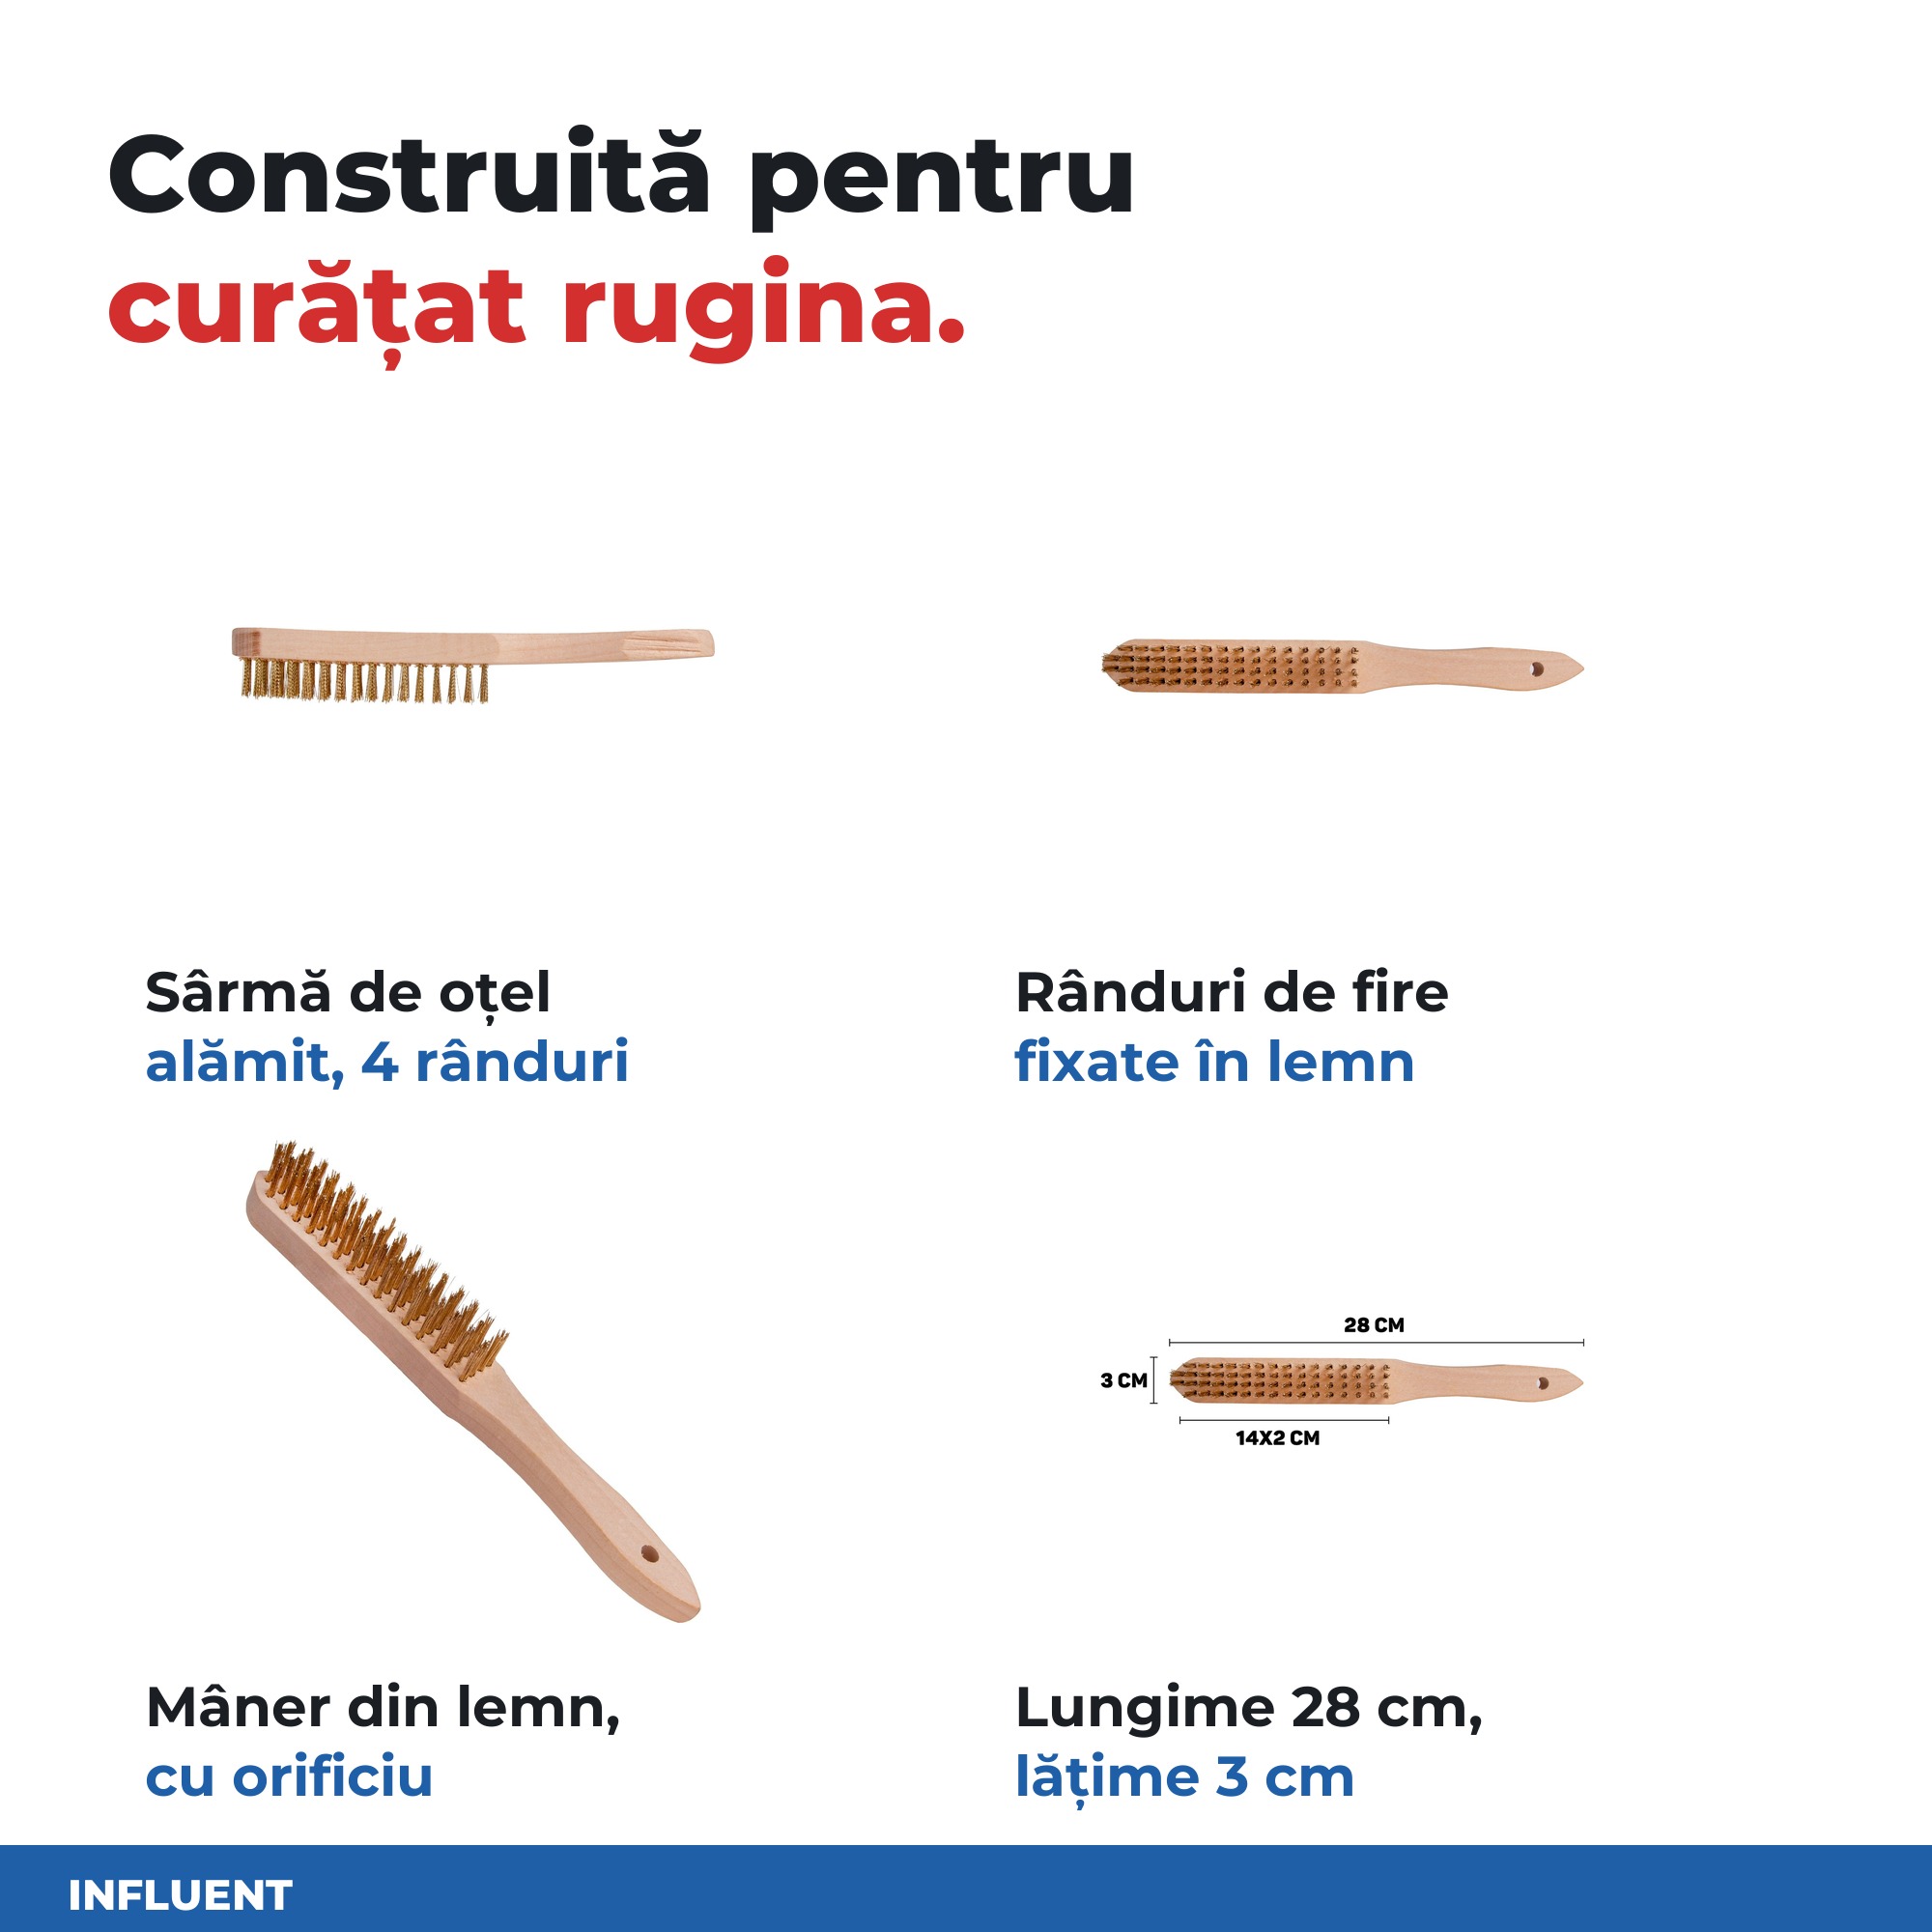 Construită pentru
curățat rugina.
Sârmă de oțel
alămit, 4 rânduri
Rânduri de fire
fixate în lemn
28 CM
3 CM
14X2 CM
Mâner din lemn,
cu orificiu
Lungime 28 cm,
lățime 3 cm
INFLUENT